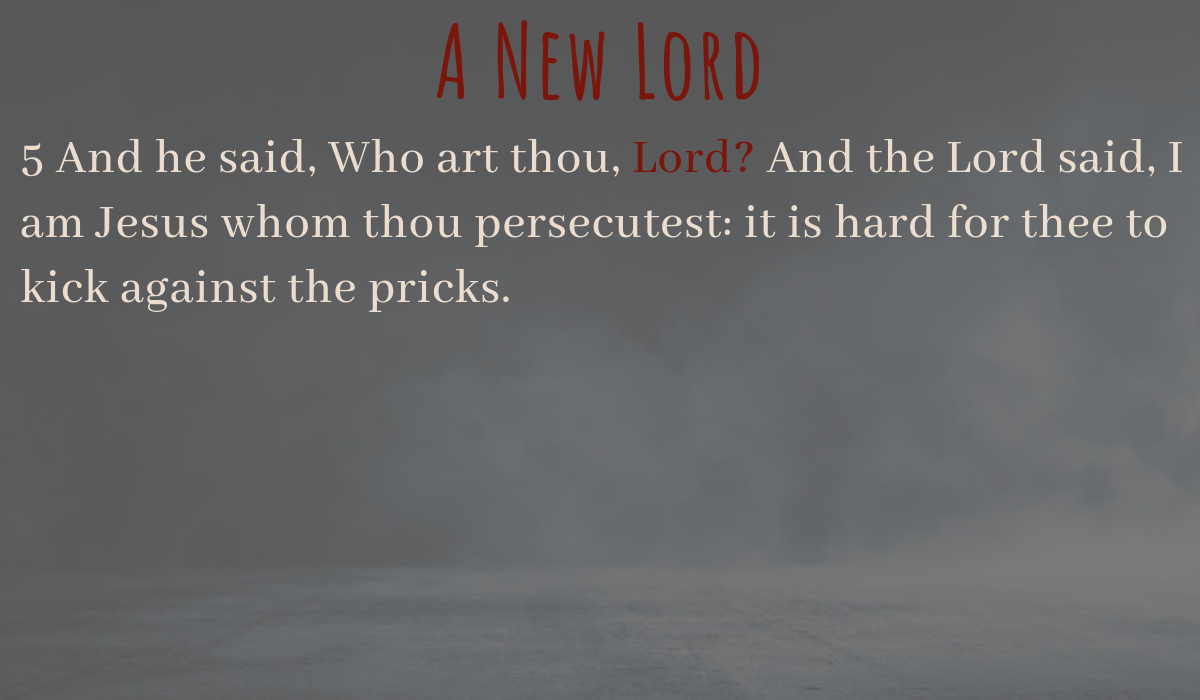 A New Lord
5 And he said, Who art thou, Lord? And the Lord said, I
am Jesus whom thou persecutest: it is hard for thee to
kick against the pricks.